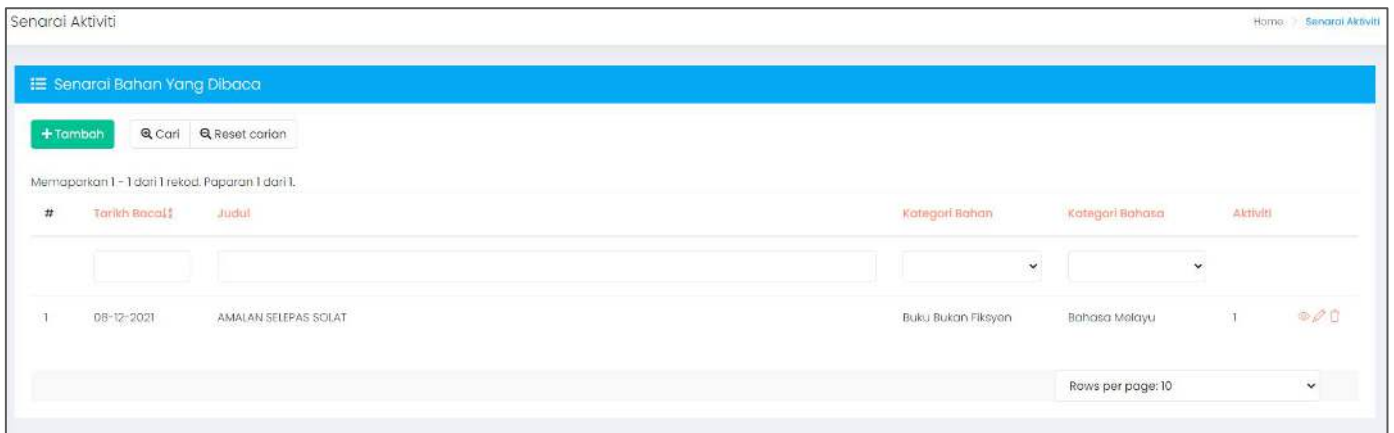 Senarai Aktiviti
Home > Senarai Aktiviti
Senarai Bahan Yang Dibaca
+ Tambah Cari Reset carian
Memaparkan 1 - 1 dari 1 rekod. Paparan 1 dari 1.
# Tarikh Baca Judul Kategori Bahan Kategori Bahasa Aktiviti
1 08-12-2021 AMALAN SELEPAS SOLAT Buku Bukan Fiksyen Bahasa Melayu 1
Rows per page: 10